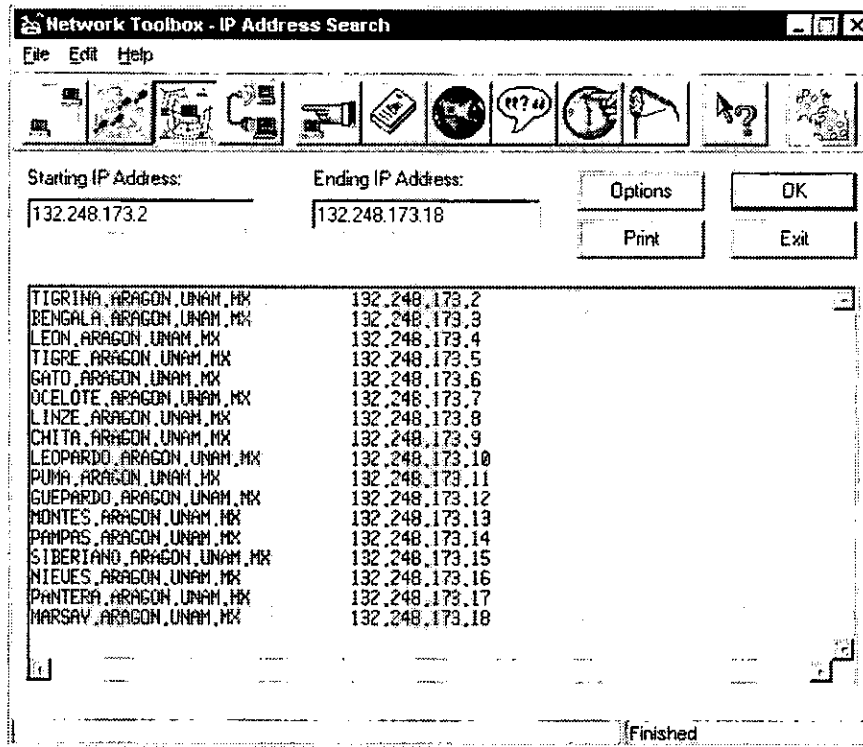 Network Toolbox - IP Address Search
File Edit Help
Starting IP Address: Ending IP Address:
132.248.173.2 132.248.173.18
Options OK
Print Exit
TIGRINA.ARAGON.UNAM.MX 132.248.173.2
BENGALA.ARAGON.UNAM.MX 132.248.173.3
LEON.ARAGON.UNAM.MX 132.248.173.4
TIGRE.ARAGON.UNAM.MX 132.248.173.5
GATO.ARAGON.UNAM.MX 132.248.173.6
OCELOTE.ARAGON.UNAM.MX 132.248.173.7
LINZE.ARAGON.UNAM.MX 132.248.173.8
CHITA.ARAGON.UNAM.MX 132.248.173.9
LEOPARDO.ARAGON.UNAM.MX 132.248.173.10
PUMA.ARAGON.UNAM.MX 132.248.173.11
GUEPARDO.ARAGON.UNAM.MX 132.248.173.12
MONTES.ARAGON.UNAM.MX 132.248.173.13
PAMPAS.ARAGON.UNAM.MX 132.248.173.14
SIBERIANO.ARAGON.UNAM.MX 132.248.173.15
NIEVES.ARAGON.UNAM.MX 132.248.173.16
PANTERA.ARAGON.UNAM.MX 132.248.173.17
MARSAV.ARAGON.UNAM.MX 132.248.173.18
Finished